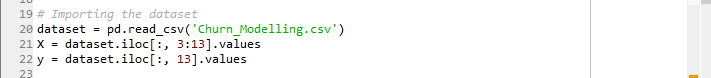 18
19 # Importing the dataset
20 dataset = pd.read_csv('Churn_Modelling.csv')
21 X = dataset.iloc[:, 3:13].values
22 y = dataset.iloc[:, 13].values
23